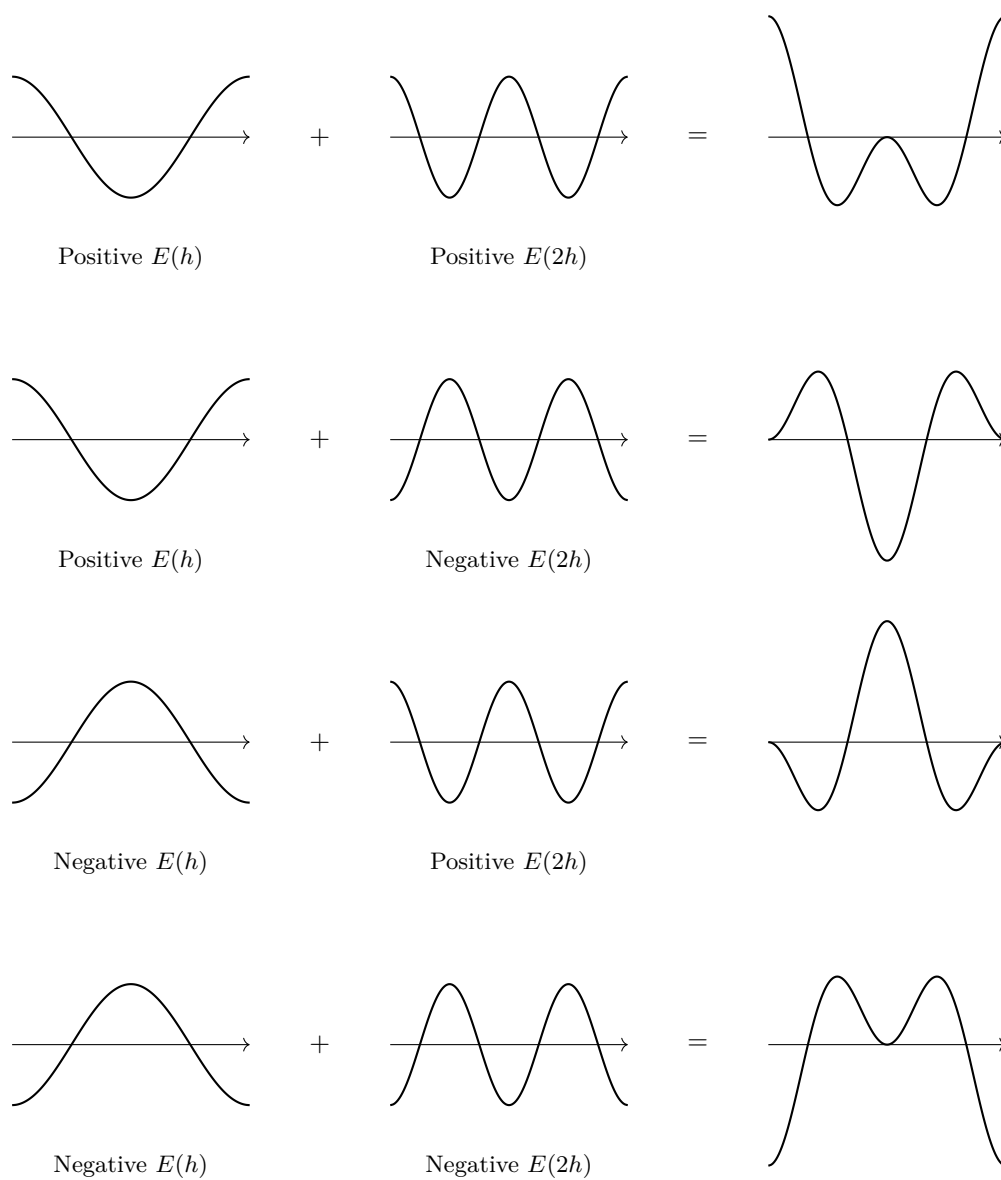 + =
Positive E(h) Positive E(2h)
+ =
Positive E(h) Negative E(2h)
+ =
Negative E(h) Positive E(2h)
+ =
Negative E(h) Negative E(2h)